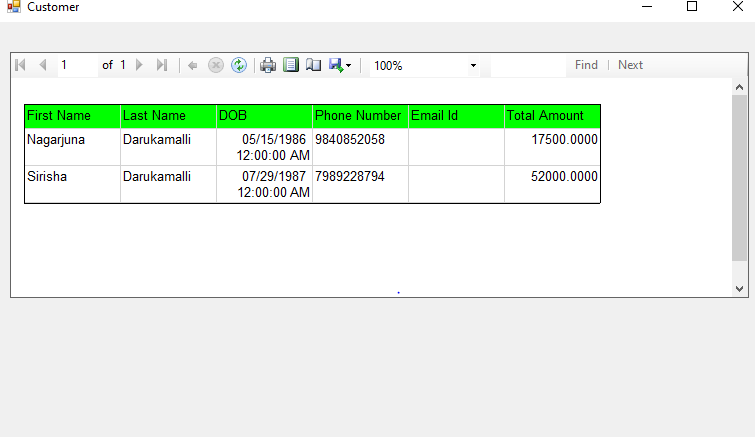 Customer
1 of 1 100% Find Next
First Name Last Name DOB Phone Number Email Id Total Amount
Nagarjuna Darukamalli 05/15/1986 9840852058 17500.0000
12:00:00 AM
Sirisha Darukamalli 07/29/1987 7989228794 52000.0000
12:00:00 AM